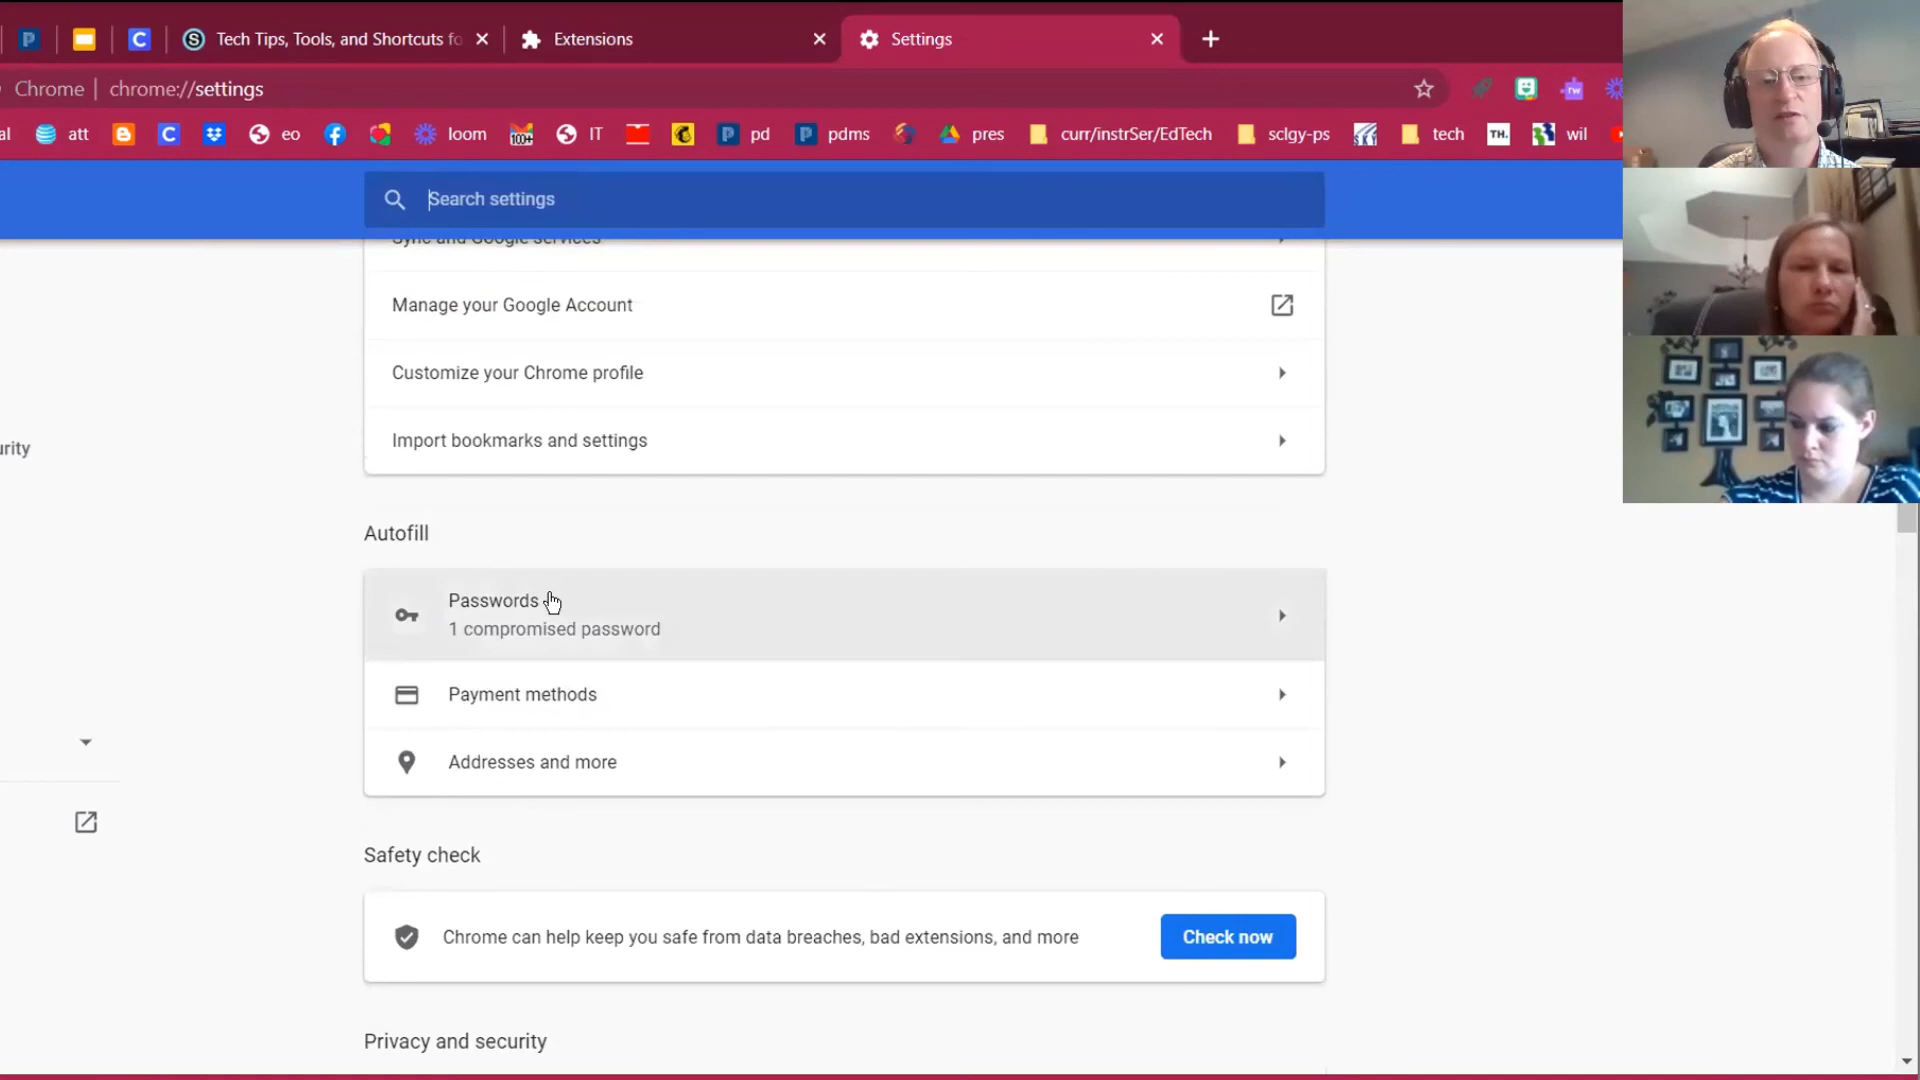 Tech Tips, Tools, and Shortcuts fo
Extensions
Settings
Chrome | chrome://settings
al att eo loom 100+ IT pd pdms pres curr/instrSer/EdTech sclgy-ps tech TH. wil
Search settings
Sync and Google services
Manage your Google Account
Customize your Chrome profile
Import bookmarks and settings
urity
Autofill
Passwords
1 compromised password
Payment methods
Addresses and more
Safety check
Chrome can help keep you safe from data breaches, bad extensions, and more
Check now
Privacy and security